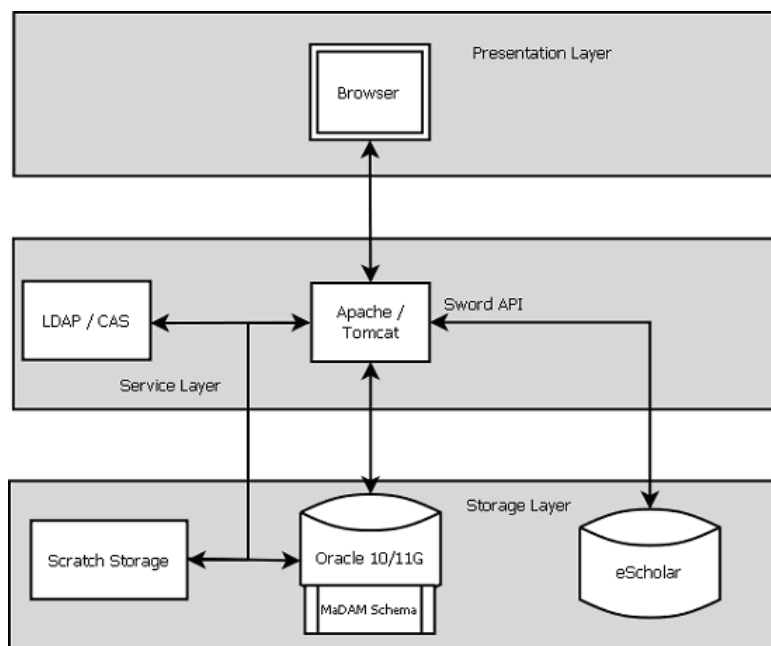 Presentation Layer
Browser
LDAP / CAS
Apache /
Tomcat
Sword API
Service Layer
Storage Layer
Scratch Storage
Oracle 10/11G
MaDAM Schema
eScholar